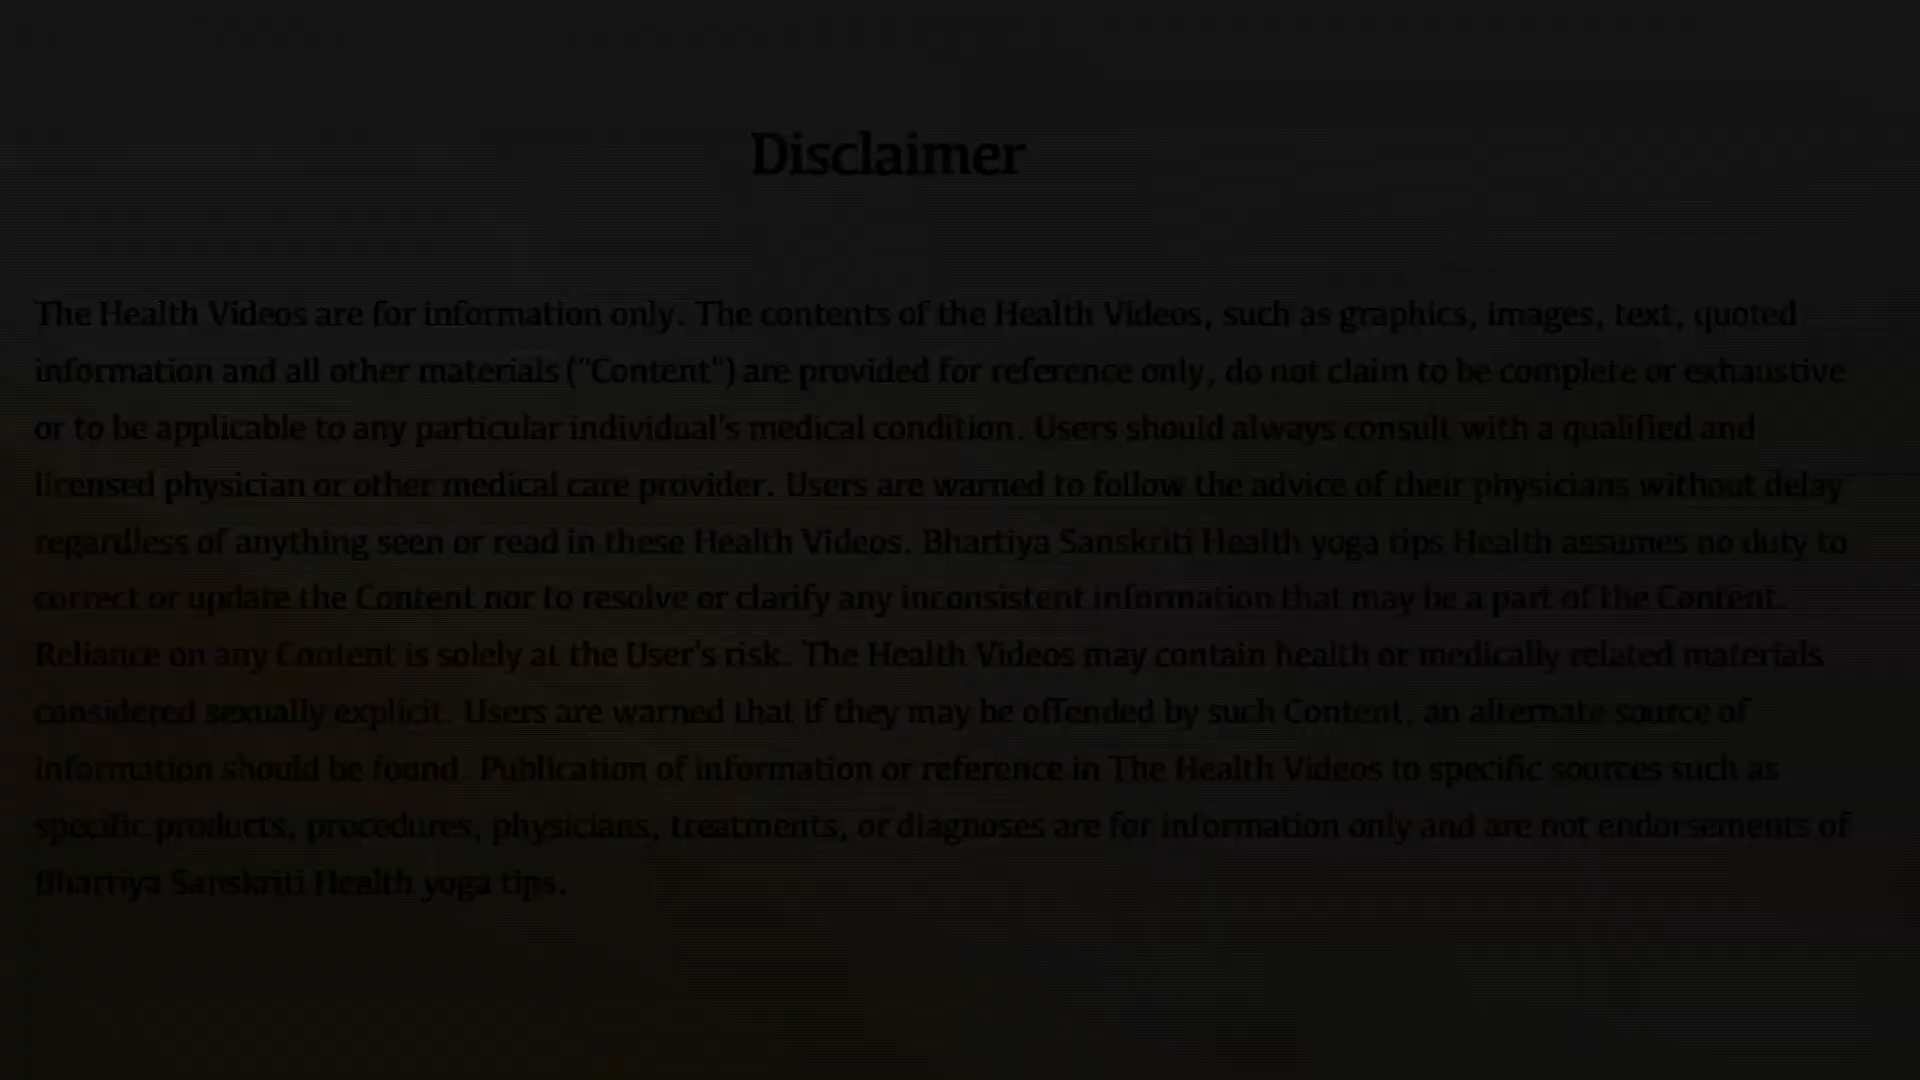 Disclaimer
The Health Videos are for information only. The contents of the Health Videos, such as graphics, images, text, quoted
information and all other materials ("Content") are provided for reference only, do not claim to be complete or exhaustive
or to be applicable to any particular individual's medical condition. Users should always consult with a qualified and
licensed physician or other medical care provider. Users are warned to follow the advice of their physicians without delay
regardless of anything seen or read in these Health Videos. Bhartiya Sanskriti Health yoga tips Health assumes no duty to
correct or update the Content nor to resolve or clarify any inconsistent information that may be a part of the Content.
Reliance on any Content is solely at the User's risk. The Health Videos may contain health or medically related materials
considered sexually explicit. Users are warned that if they may be offended by such Content, an alternate source of
information should be found. Publication of information or reference in The Health Videos to specific sources such as
specific products, procedures, physicians, treatments, or diagnoses are for information only and are not endorsements of
Bhartiya Sanskriti Health yoga tips.